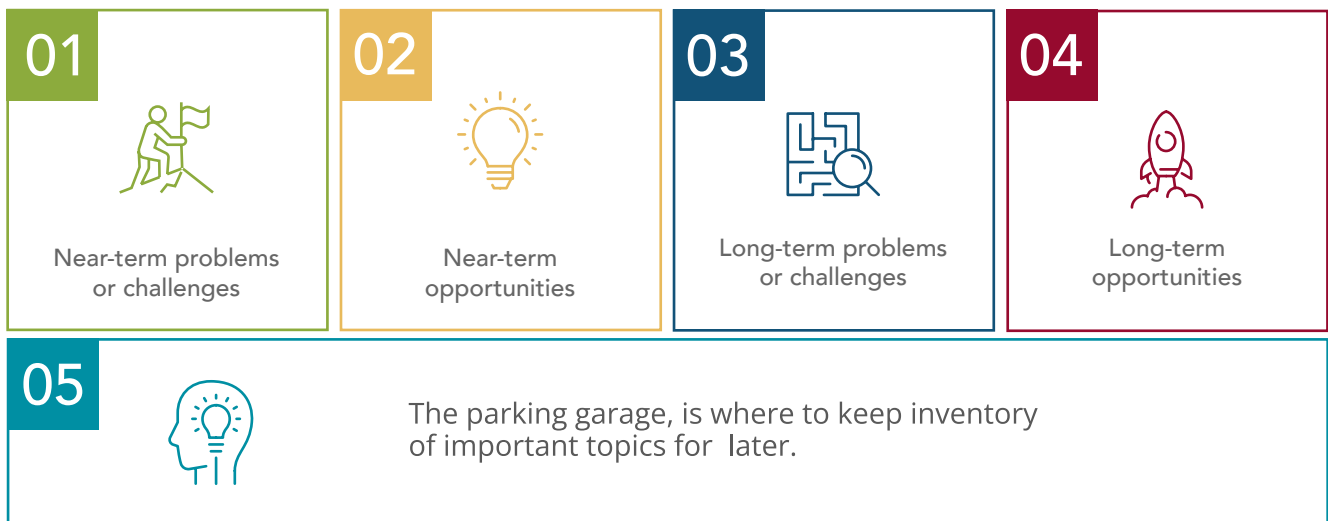 01
Near-term problems
or challenges
02
Near-term
opportunities
03
Long-term problems
or challenges
04
Long-term
opportunities
05
The parking garage, is where to keep inventory
of important topics for  later.